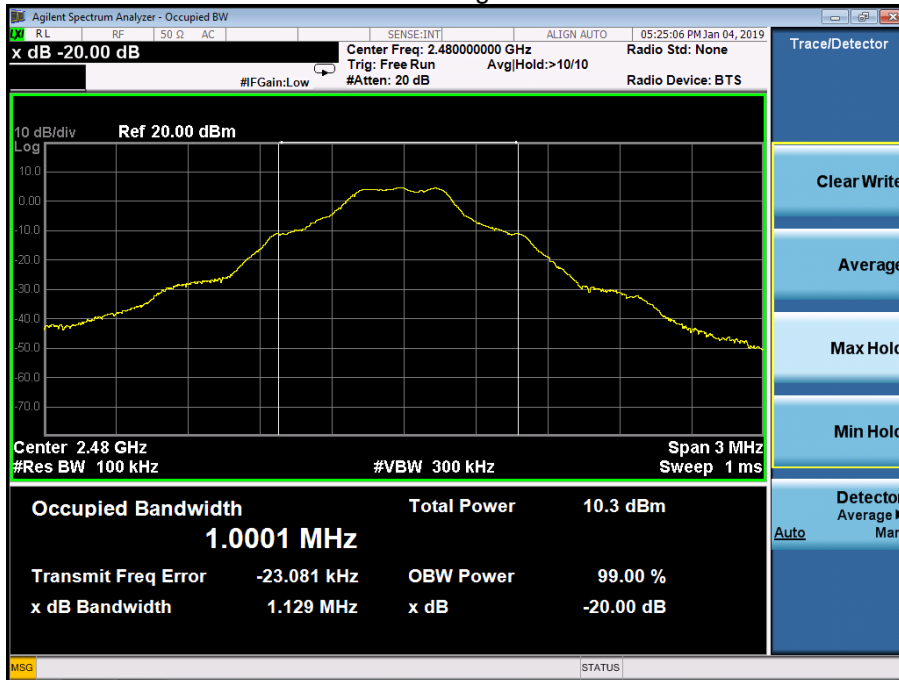 Agilent Spectrum Analyzer - Occupied BW
LXI RL RF 50 Ω AC SENSE:INT ALIGN AUTO 05:25:06 PM Jan 04, 2019
x dB -20.00 dB
Center Freq: 2.480000000 GHz Radio Std: None
Trig: Free Run Avg|Hold:>10/10
#IFGain:Low #Atten: 20 dB Radio Device: BTS
10 dB/div Ref 20.00 dBm
Log
10.0
0.00
-10.0
-20.0
-30.0
-40.0
-50.0
-60.0
-70.0
Center 2.48 GHz Span 3 MHz
#Res BW 100 kHz #VBW 300 kHz Sweep 1 ms
Occupied Bandwidth Total Power 10.3 dBm
1.0001 MHz
Transmit Freq Error -23.081 kHz OBW Power 99.00 %
x dB Bandwidth 1.129 MHz x dB -20.00 dB
MSG STATUS
Trace/Detector
Clear Write
Average
Max Hold
Min Hold
Detector
Average
Auto Man